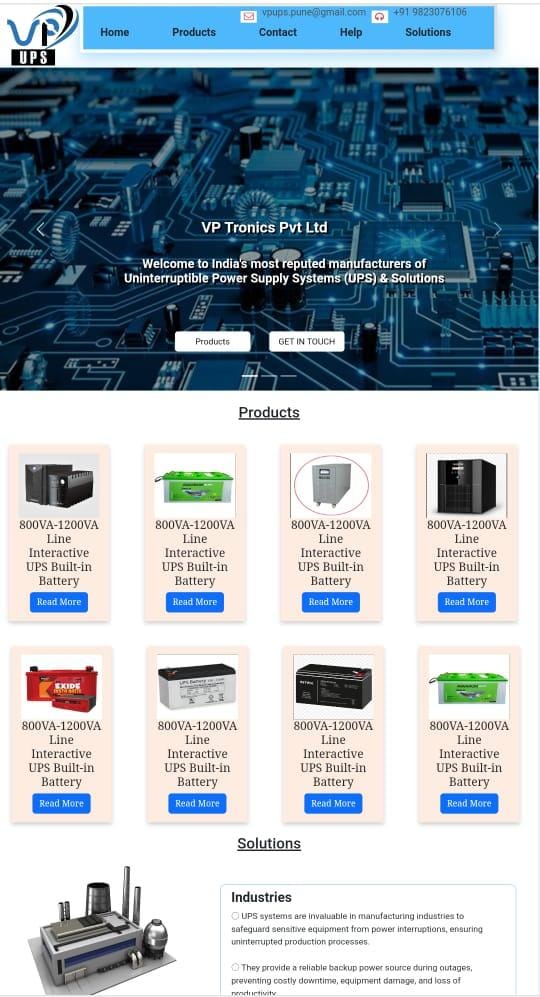 vpups.pune@gmail.com +91 9823076106
VP
UPS
Home Products Contact Help Solutions
VP Tronics Pvt Ltd
Welcome to India's most reputed manufacturers of
Uninterruptible Power Supply Systems (UPS) & Solutions
Products GET IN TOUCH
Products
800VA-1200VA
Line
Interactive
UPS Built-in
Battery
Read More
800VA-1200VA
Line
Interactive
UPS Built-in
Battery
Read More
800VA-1200VA
Line
Interactive
UPS Built-in
Battery
Read More
800VA-1200VA
Line
Interactive
UPS Built-in
Battery
Read More
EXIDE
800VA-1200VA
Line
Interactive
UPS Built-in
Battery
Read More
UPS Battery
800VA-1200VA
Line
Interactive
UPS Built-in
Battery
Read More
800VA-1200VA
Line
Interactive
UPS Built-in
Battery
Read More
800VA-1200VA
Line
Interactive
UPS Built-in
Battery
Read More
Solutions
Industries
UPS systems are invaluable in manufacturing industries to
safeguard sensitive equipment from power interruptions, ensuring
uninterrupted production processes.
They provide a reliable backup power source during outages,
preventing costly downtime, equipment damage, and loss of
productivity